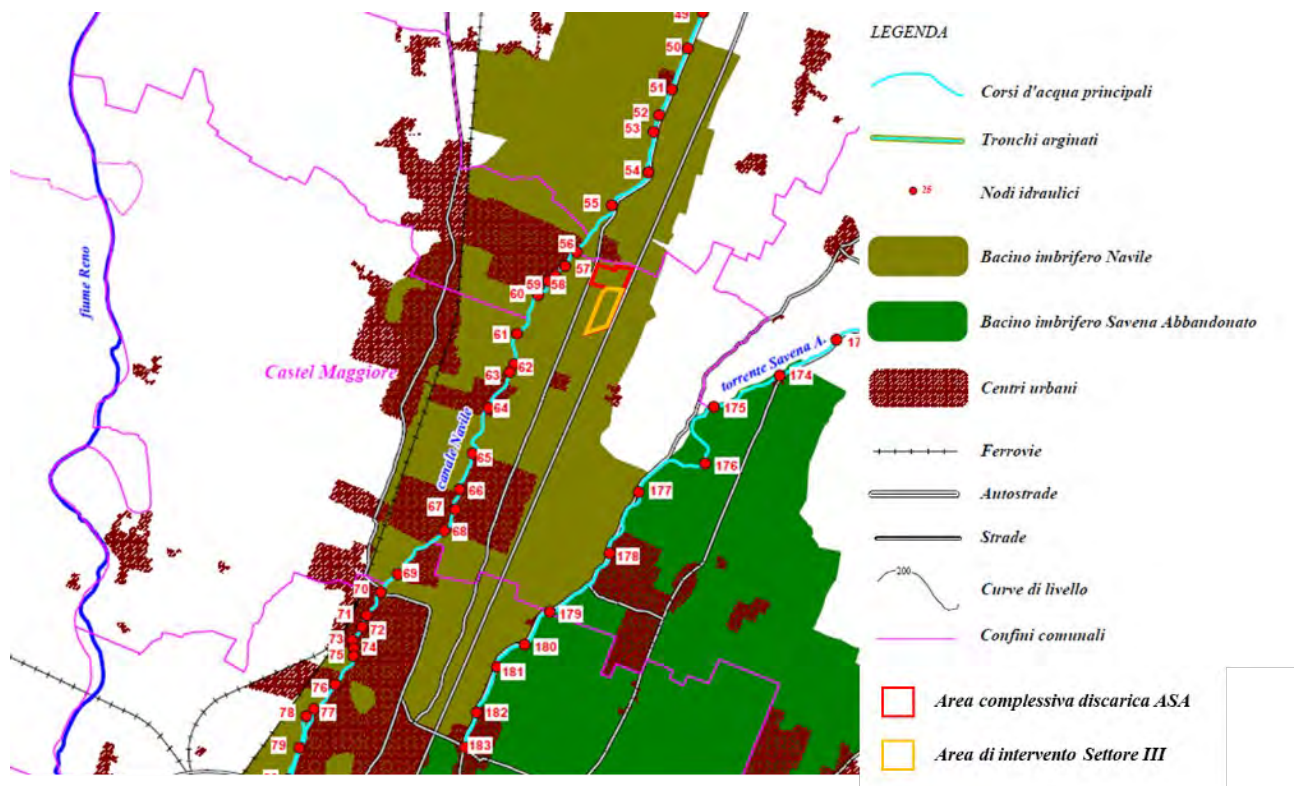 49
50
51
52
53
54
55
56
57
58
59
60
61
62
63
64
65
66
67
68
69
70
71
72
73
74
75
76
77
78
79
174
175
176
177
178
179
180
181
182
183
fiume Reno
Castel Maggiore
canale Navile
torrente Savena A.
LEGENDA
Corsi d'acqua principali
Tronchi arginati
25
Nodi idraulici
Bacino imbrifero Navile
Bacino imbrifero Savena Abbandonato
Centri urbani
Ferrovie
Autostrade
Strade
200
Curve di livello
Confini comunali
Area complessiva discarica ASA
Area di intervento Settore III